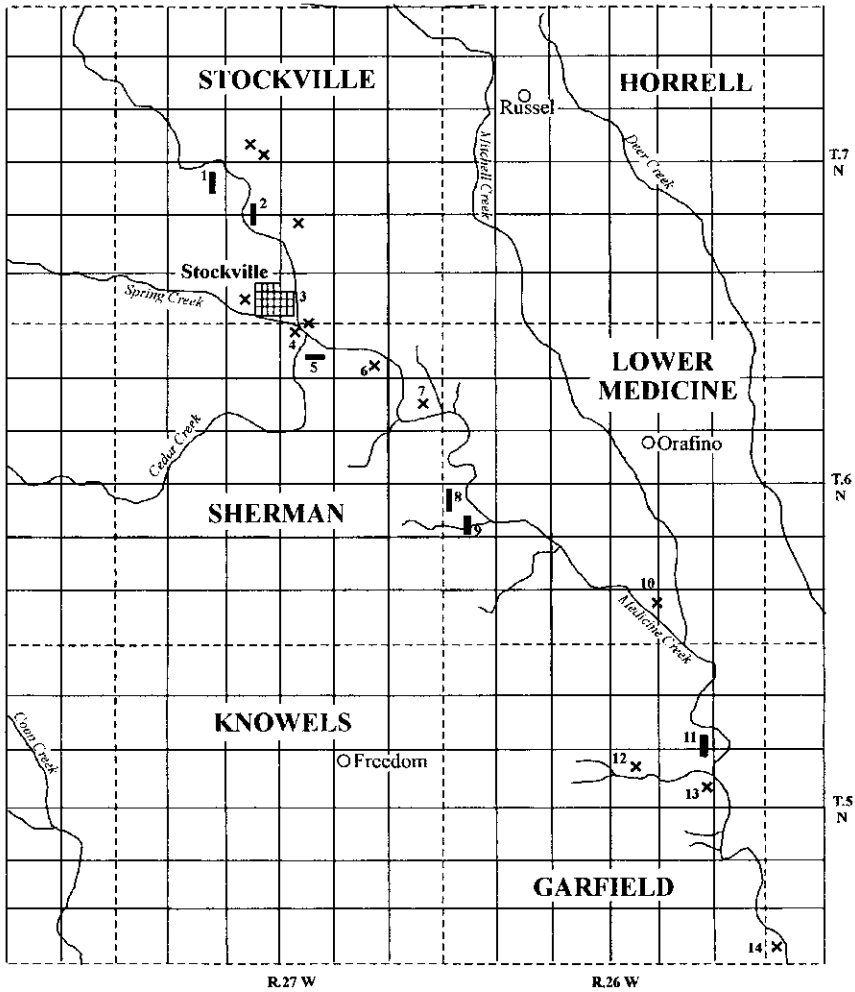 STOCKVILLE
HORRELL
Russel
Mitchell Creek
Deer Creek
T.7
N
1
2
Stockville
Spring Creek
3
4
5
6
7
LOWER
MEDICINE
Orafino
Cedar Creek
SHERMAN
T.6
N
8
9
10
Medicine Creek
KNOWELS
Coon Creek
Freedom
11
12
13
T.5
N
GARFIELD
14
R.27 W
R.26 W